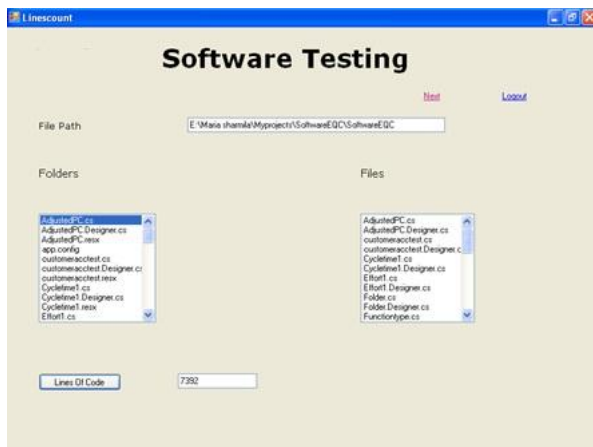 Linescount
Software Testing
Next
Logout
File Path
E:\Maria sharmila\Myprojects\SoftwareEQC\SoftwareEQC
Folders
Files
AdjustedPC.cs
AdjustedPC.Designer.cs
AdjustedPC.resx
app.config
customeracctest.cs
customeracctest.Designer.cs
customeracctest.resx
Cycletime1.cs
Cycletime1.Designer.cs
Cycletime1.resx
Effort1.cs
AdjustedPC.cs
AdjustedPC.Designer.cs
customeracctest.cs
customeracctest.Designer.c
Cycletime1.cs
Cycletime1.Designer.cs
Effort1.cs
Effort1.Designer.cs
Folder.cs
Folder.Designer.cs
Functiontype.cs
Lines Of Code
7392